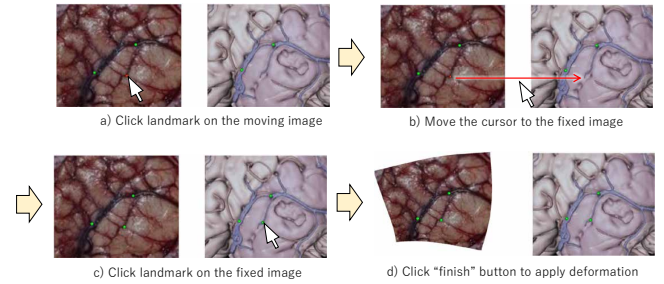 a) Click landmark on the moving image
b) Move the cursor to the fixed image
c) Click landmark on the fixed image
d) Click “finish” button to apply deformation